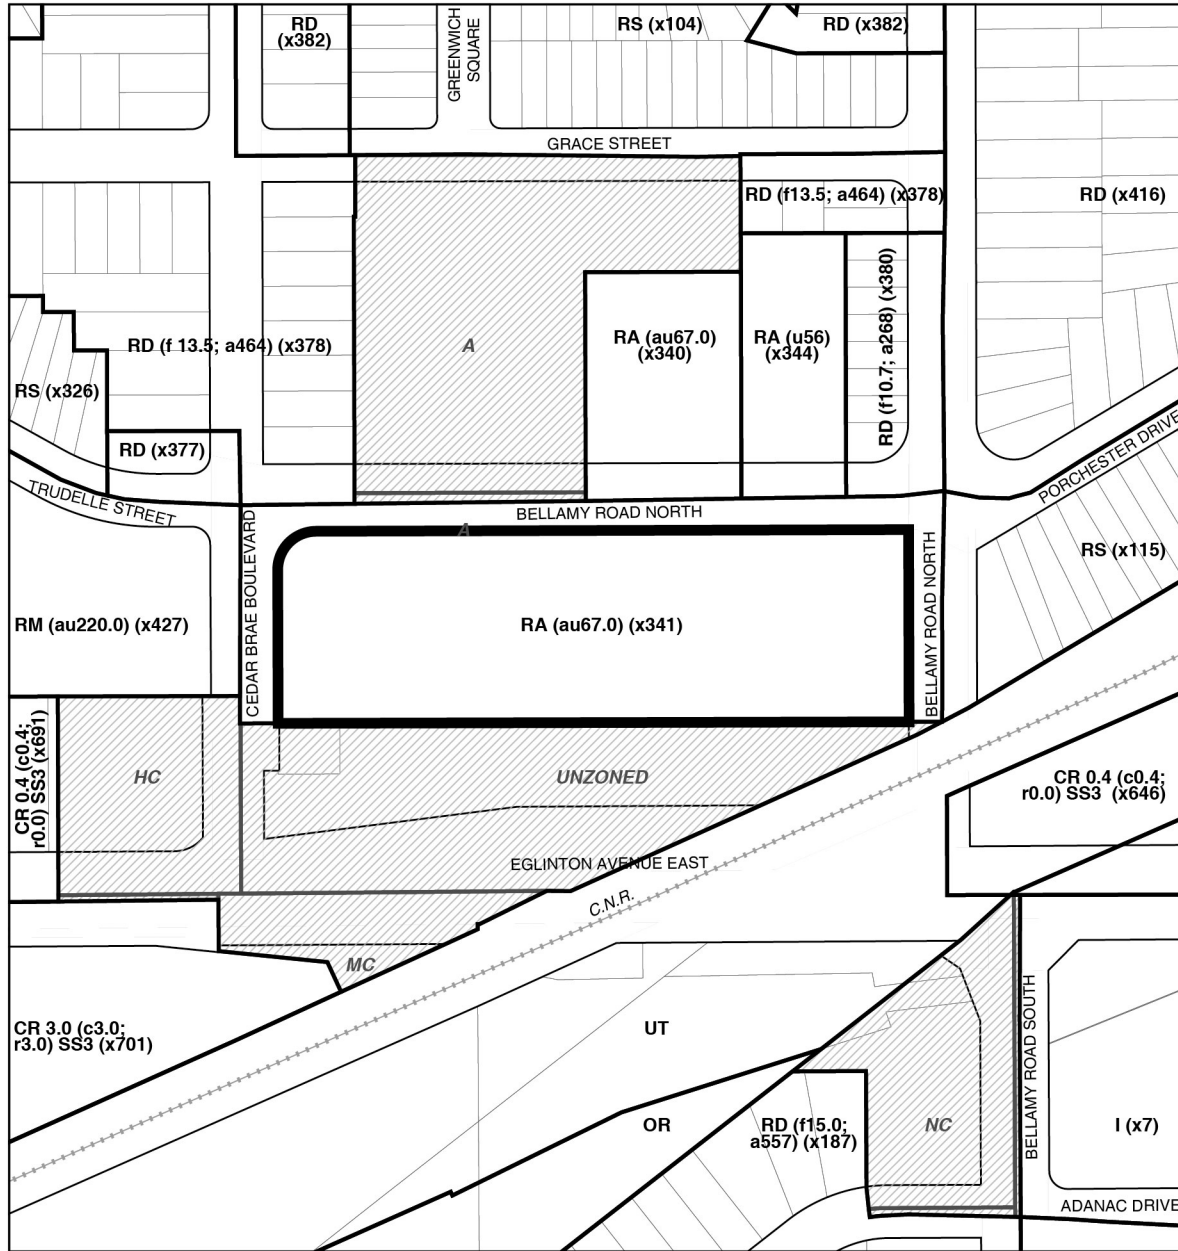 RD
(x382)
GREENWICH
SQUARE
RS (x104)
RD (x382)
GRACE STREET
RD (f13.5; a464) (x378)
RD (x416)
RD (f 13.5; a464) (x378)
A
RA (au67.0)
(x340)
RA (u56)
(x344)
RD (f10.7; a268) (x380)
RS (x326)
RD (x377)
TRUDELLE STREET
PORCHESTER DRIVE
BELLAMY ROAD NORTH
A
CEDAR BRAE BOULEVARD
BELLAMY ROAD NORTH
RS (x115)
RM (au220.0) (x427)
RA (au67.0) (x341)
CR 0.4 (c0.4;
r0.0) SS3 (x691)
HC
UNZONED
CR 0.4 (c0.4;
r0.0) SS3 (x646)
EGLINTON AVENUE EAST
C.N.R.
MC
CR 3.0 (c3.0;
r3.0) SS3 (x701)
UT
BELLAMY ROAD SOUTH
OR
RD (f15.0;
a557) (x187)
NC
I (x7)
ADANAC DRIVE